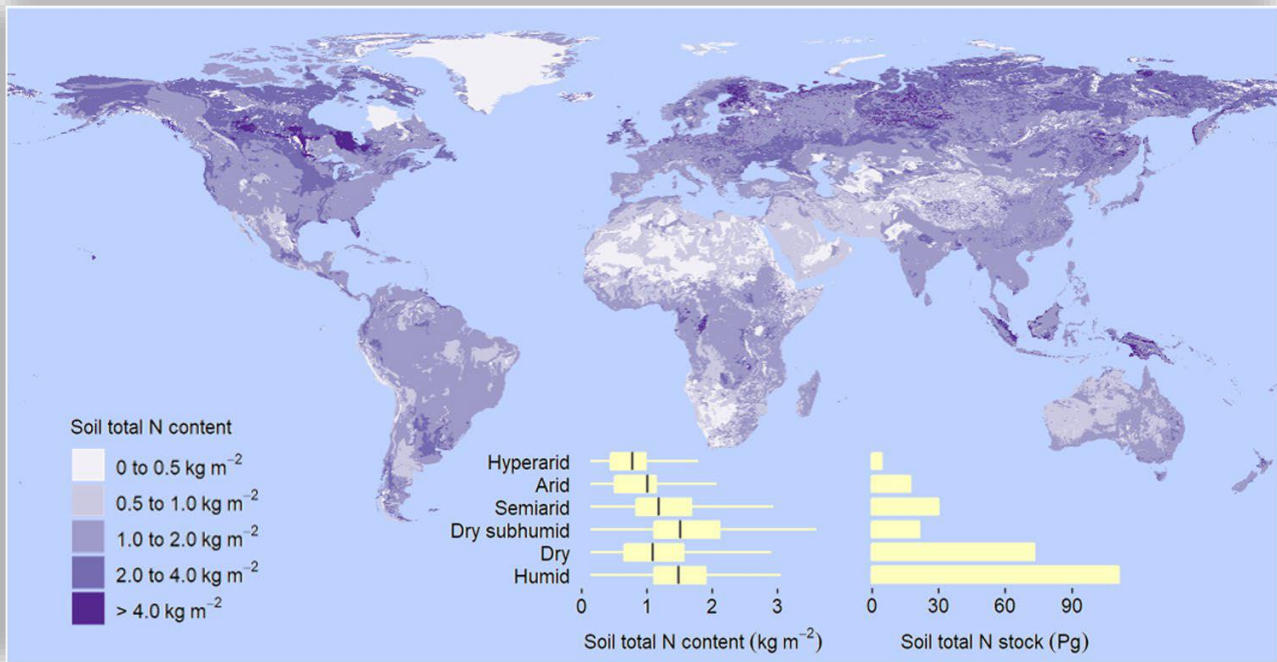 Soil total N content
0 to 0.5 kg m⁻²
0.5 to 1.0 kg m⁻²
1.0 to 2.0 kg m⁻²
2.0 to 4.0 kg m⁻²
> 4.0 kg m⁻²
Hyperarid
Arid
Semiarid
Dry subhumid
Dry
Humid
0 1 2 3
Soil total N content (kg m⁻²)
0 30 60 90
Soil total N stock (Pg)